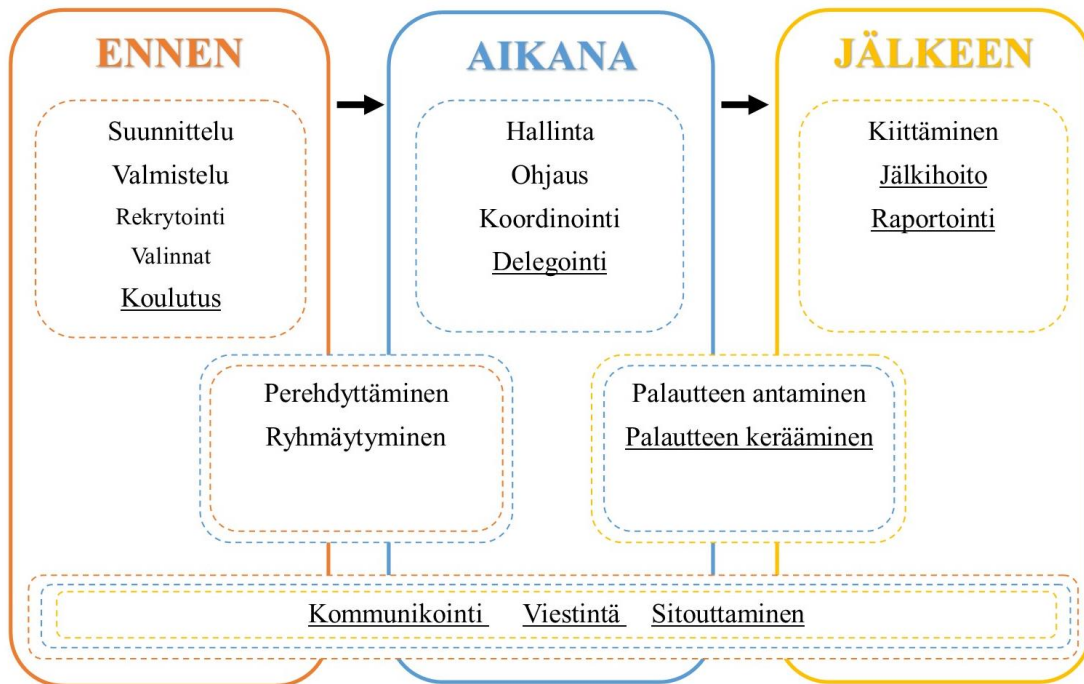 ENNEN
Suunnittelu
Valmistelu
Rekrytointi
Valinnat
Koulutus
AIKANA
Hallinta
Ohjaus
Koordinointi
Delegointi
JÄLKEEN
Kiittäminen
Jälkihoito
Raportointi
Perehdyttäminen
Ryhmäytyminen
Palautteen antaminen
Palautteen kerääminen
Kommunikointi Viestintä Sitouttaminen